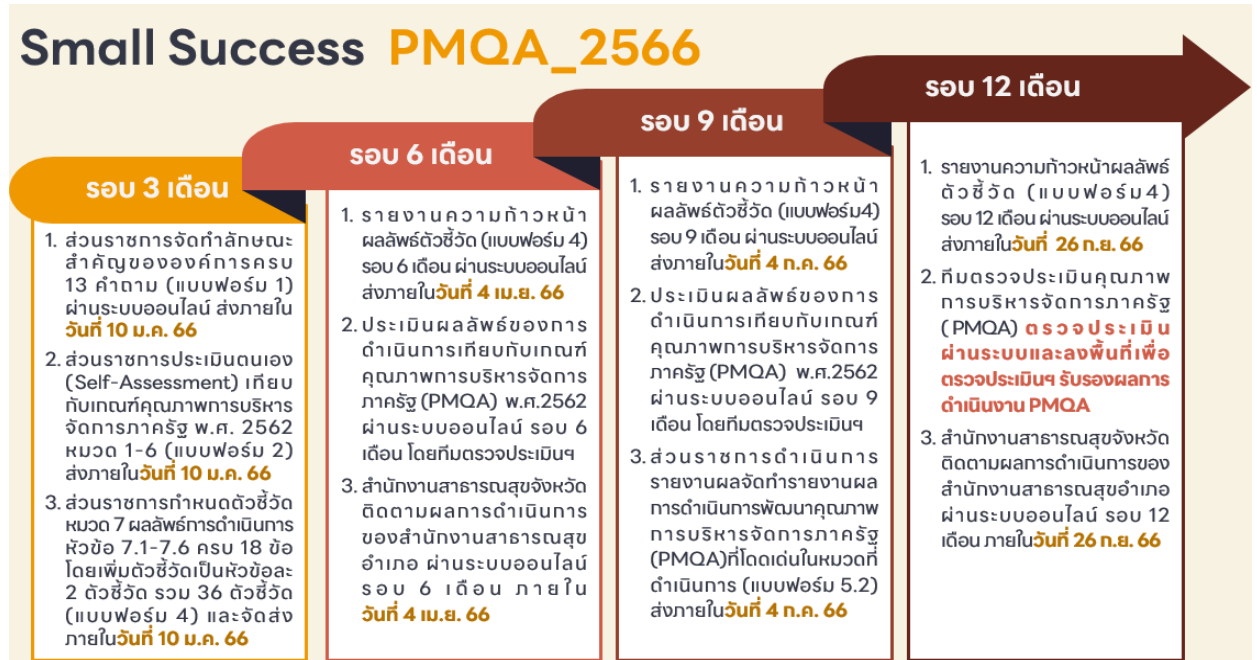 Small Success PMQA_2566
รอบ 3 เดือน
1. ส่วนราชการจัดทำลักษณะ
สำคัญขององค์การครบ
13 คำถาม (แบบฟอร์ม 1)
ผ่านระบบออนไลน์ ส่งภายใน
วันที่ 10 ม.ค. 66
2. ส่วนราชการประเมินตนเอง
(Self-Assessment) เทียบ
กับเกณฑ์คุณภาพการบริหาร
จัดการภาครัฐ พ.ศ. 2562
หมวด 1-6 (แบบฟอร์ม 2)
ส่งภายในวันที่ 10 ม.ค. 66
3. ส่วนราชการกำหนดตัวชี้วัด
หมวด 7 ผลลัพธ์การดำเนินการ
หัวข้อ 7.1-7.6 ครบ 18 ข้อ
โดยเพิ่มตัวชี้วัดเป็นหัวข้อละ
2 ตัวชี้วัด รวม 36 ตัวชี้วัด
(แบบฟอร์ม 4) และจัดส่ง
ภายในวันที่ 10 ม.ค. 66
รอบ 6 เดือน
1. รายงานความก้าวหน้า
ผลลัพธ์ตัวชี้วัด (แบบฟอร์ม 4)
รอบ 6 เดือน ผ่านระบบออนไลน์
ส่งภายในวันที่ 4 เม.ย. 66
2. ประเมินผลลัพธ์ของการ
ดำเนินการเทียบกับเกณฑ์
คุณภาพการบริหารจัดการ
ภาครัฐ (PMQA) พ.ศ.2562
ผ่านระบบออนไลน์ รอบ 6
เดือน โดยทีมตรวจประเมินฯ
3. สำนักงานสาธารณสุขจังหวัด
ติดตามผลการดำเนินการ
ของสำนักงานสาธารณสุข
อำเภอ ผ่านระบบออนไลน์
รอบ 6 เดือน ภายใน
วันที่ 4 เม.ย. 66
รอบ 9 เดือน
1. รายงานความก้าวหน้า
ผลลัพธ์ตัวชี้วัด (แบบฟอร์ม4)
รอบ 9 เดือน ผ่านระบบออนไลน์
ส่งภายในวันที่ 4 ก.ค. 66
2. ประเมินผลลัพธ์ของการ
ดำเนินการเทียบกับเกณฑ์
คุณภาพการบริหารจัดการ
ภาครัฐ (PMQA) พ.ศ.2562
ผ่านระบบออนไลน์ รอบ 9
เดือน โดยทีมตรวจประเมินฯ
3. ส่วนราชการดำเนินการ
รายงานผลจัดทำรายงานผล
การดำเนินการพัฒนาคุณภาพ
การบริหารจัดการภาครัฐ
(PMQA)ที่โดดเด่นในหมวดที่
ดำเนินการ (แบบฟอร์ม 5.2)
ส่งภายในวันที่ 4 ก.ค. 66
รอบ 12 เดือน
1. รายงานความก้าวหน้าผลลัพธ์
ตัวชี้วัด (แบบฟอร์ม4)
รอบ 12 เดือน ผ่านระบบออนไลน์
ส่งภายในวันที่ 26 ก.ย. 66
2. ทีมตรวจประเมินคุณภาพ
การบริหารจัดการภาครัฐ
(PMQA) ตรวจประเมิน
ผ่านระบบและลงพื้นที่เพื่อ
ตรวจประเมินฯ รับรองผลการ
ดำเนินงาน PMQA
3. สำนักงานสาธารณสุขจังหวัด
ติดตามผลการดำเนินการของ
สำนักงานสาธารณสุขอำเภอ
ผ่านระบบออนไลน์ รอบ 12
เดือน ภายในวันที่ 26 ก.ย. 66